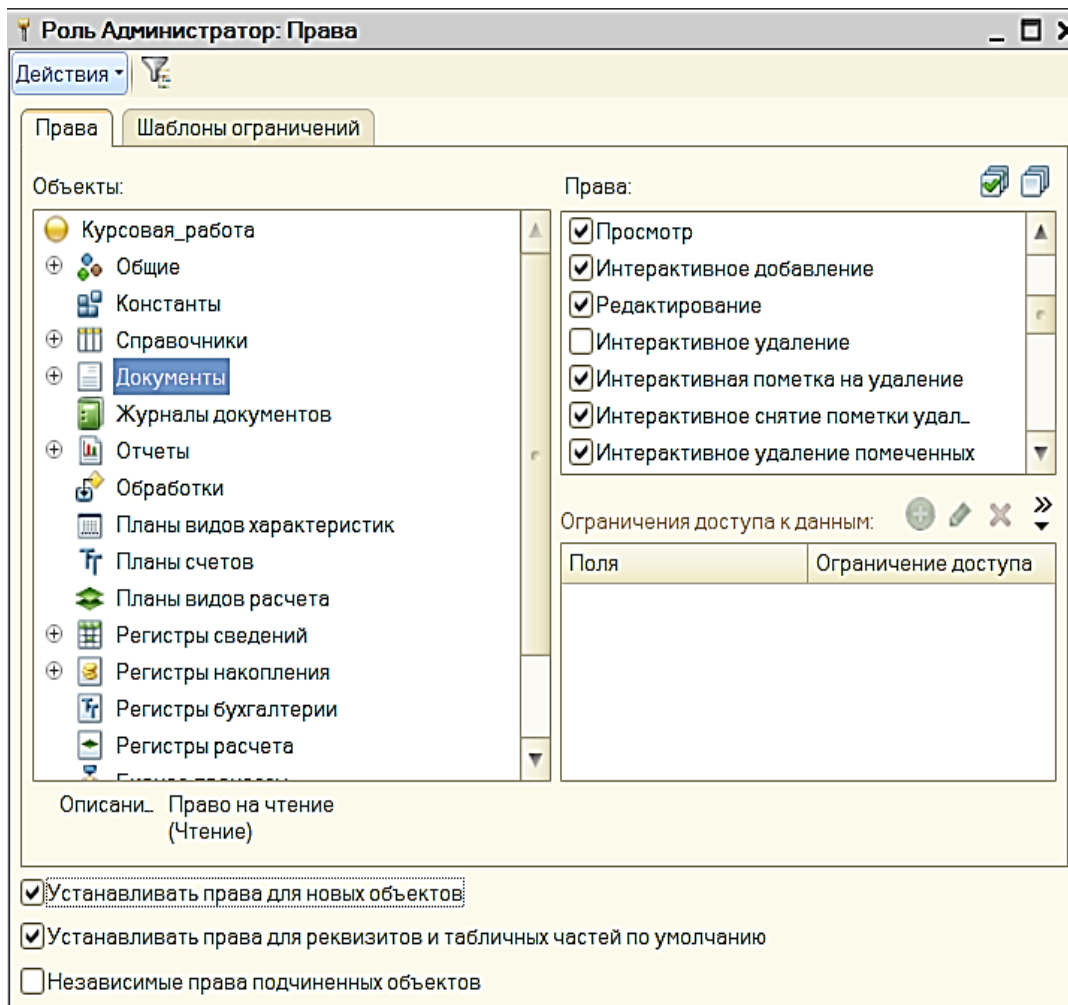 Роль Администратор: Права
Действия
Права
Шаблоны ограничений
Объекты:
Курсовая_работа
Общие
Константы
Справочники
Документы
Журналы документов
Отчеты
Обработки
Планы видов характеристик
Планы счетов
Планы видов расчета
Регистры сведений
Регистры накопления
Регистры бухгалтерии
Регистры расчета
Права:
Просмотр
Интерактивное добавление
Редактирование
Интерактивное удаление
Интерактивная пометка на удаление
Интерактивное снятие пометки удал_
Интерактивное удаление помеченных
Ограничения доступа к данным:
Поля
Ограничение доступа
Описани_ Право на чтение
(Чтение)
Устанавливать права для новых объектов
Устанавливать права для реквизитов и табличных частей по умолчанию
Независимые права подчиненных объектов